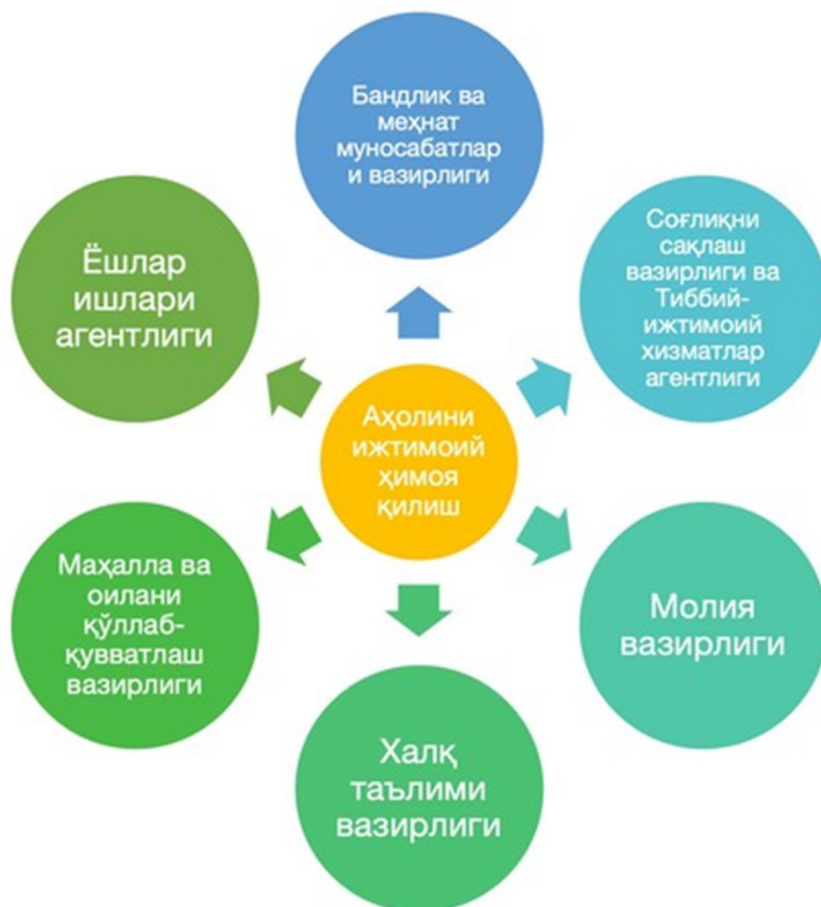 Бандлик ва
меҳнат
муносабатлар
и вазирлиги
Соғлиқни
сақлаш
вазирлиги ва
Тиббий-
ижтимоий
хизматлар
агентлиги
Молия
вазирлиги
Халқ
таълими
вазирлиги
Маҳалла ва
оилани
қўллаб-
қувватлаш
вазирлиги
Ёшлар
ишлари
агентлиги
Аҳолини
ижтимоий
ҳимоя
қилиш